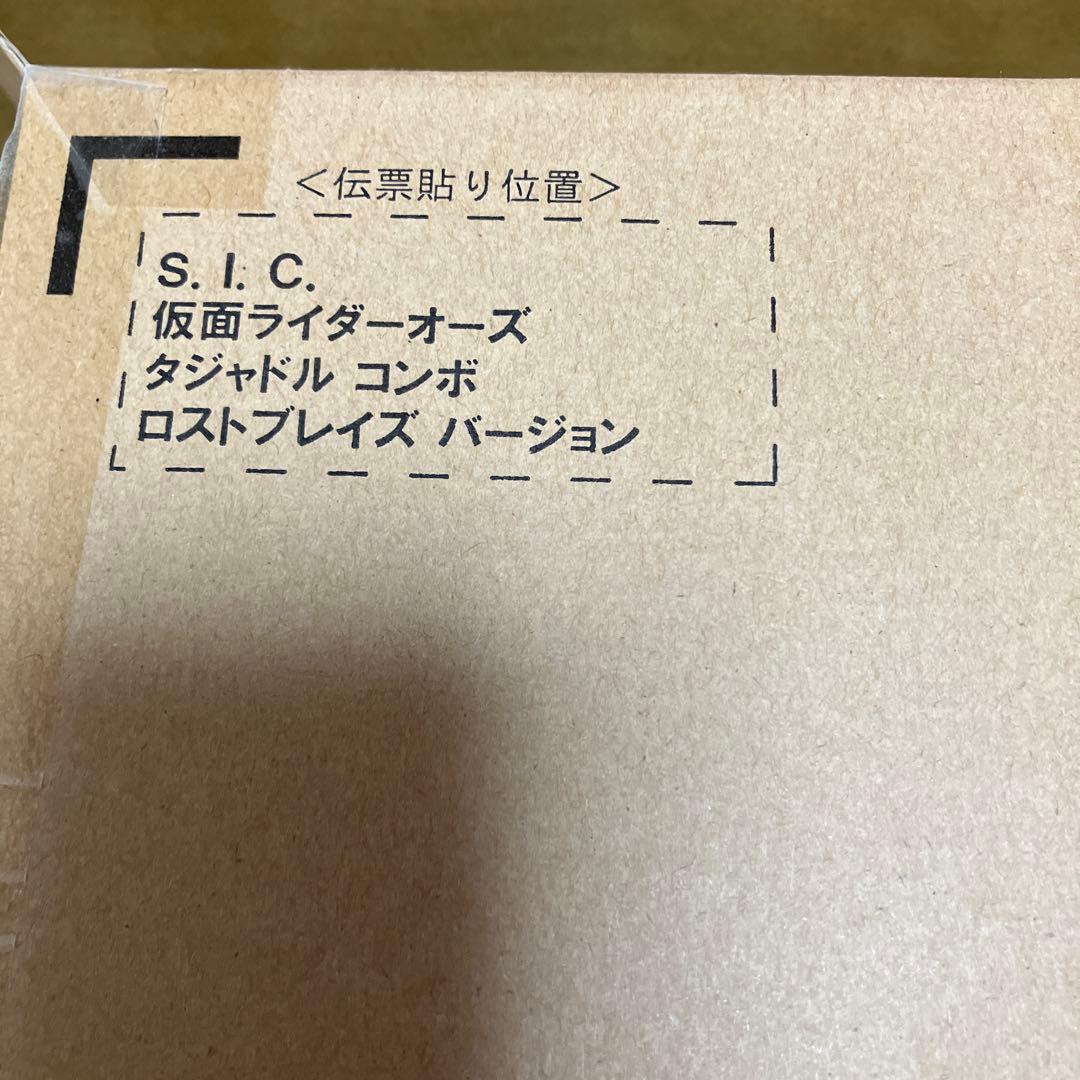 ＜伝票貼り位置＞
S. I. C.
仮面ライダーオーズ
タジャドル コンボ
ロストブレイズ バージョン